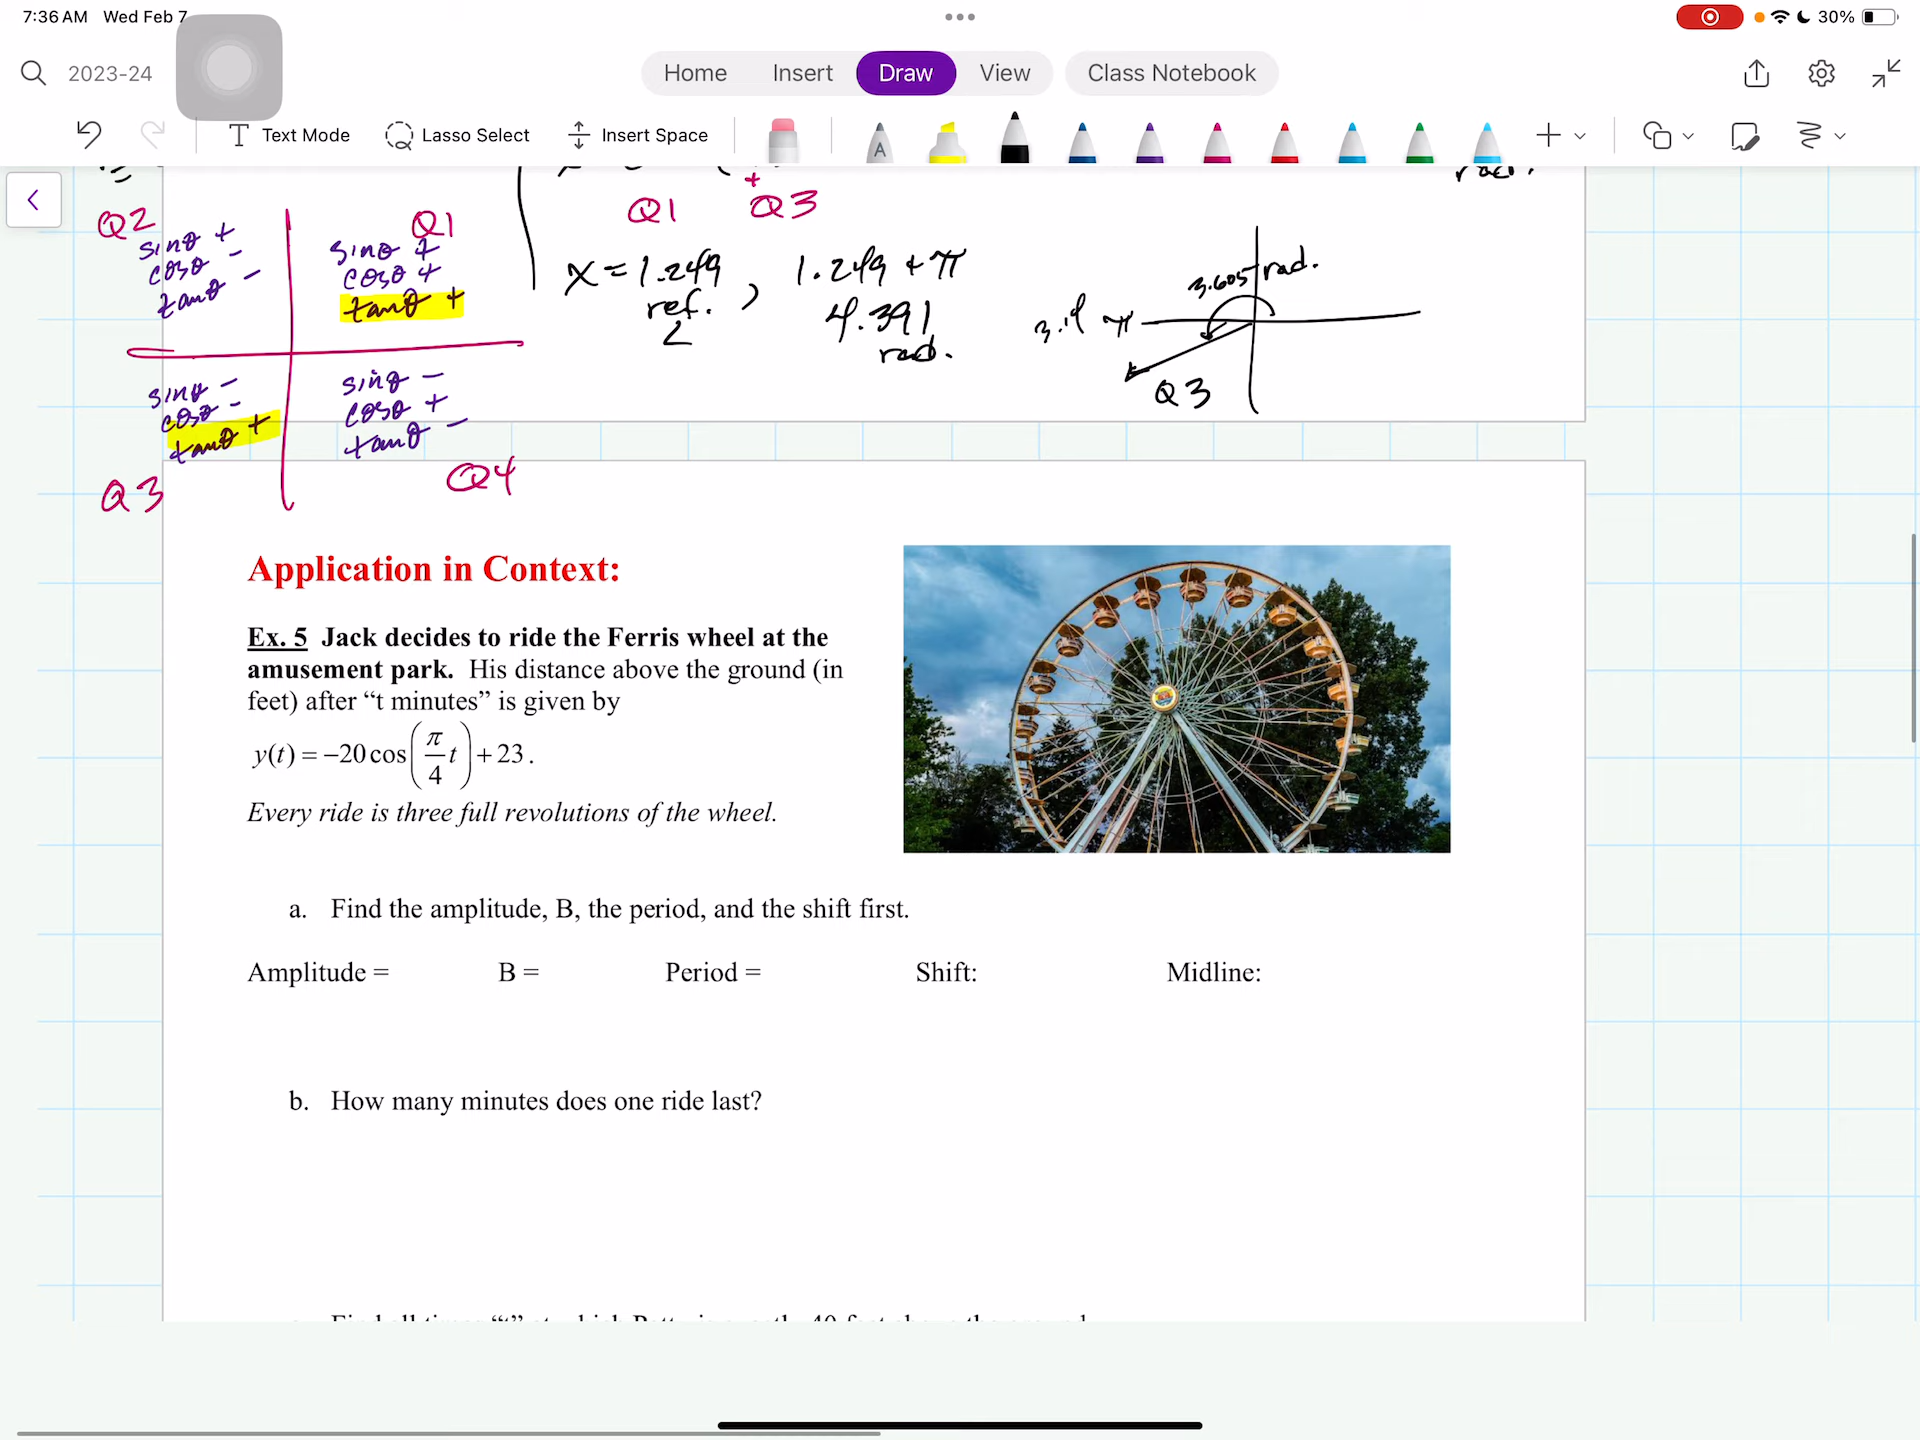 7:36 AM Wed Feb 7
30%
2023-24
Home Insert Draw View Class Notebook
Text Mode Lasso Select Insert Space
A
rad.
+
Q1 Q3
Q2
sinθ +
cosθ -
tanθ -
Q1
sinθ +
cosθ +
tanθ +
x = 1.249 , 1.249 + π
ref. 4.391
∠ rad.
3.605 rad.
3.14 π
Q3
sinθ -
cosθ -
tanθ +
sinθ -
cosθ +
tanθ -
Q3
Q4
Application in Context:
Ex. 5 Jack decides to ride the Ferris wheel at the
amusement park. His distance above the ground (in
feet) after “t minutes” is given by
y(t) = −20 cos(π/4 t) + 23.
Every ride is three full revolutions of the wheel.
a. Find the amplitude, B, the period, and the shift first.
Amplitude = B = Period = Shift: Midline:
b. How many minutes does one ride last?